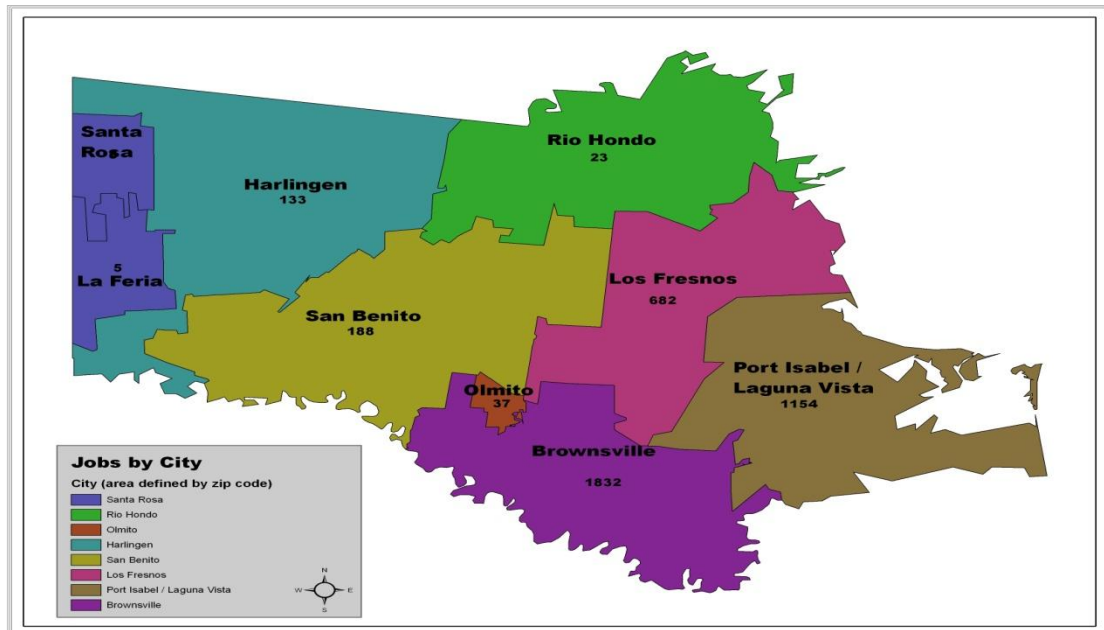 Santa
Rosa
Harlingen
133
Rio Hondo
23
5
La Feria
San Benito
188
Los Fresnos
682
Port Isabel /
Laguna Vista
1154
Olmito
37
Brownsville
1832
Jobs by City
City (area defined by zip code)
Santa Rosa
Rio Hondo
Olmito
Harlingen
San Benito
Los Fresnos
Port Isabel / Laguna Vista
Brownsville
N
W E
S